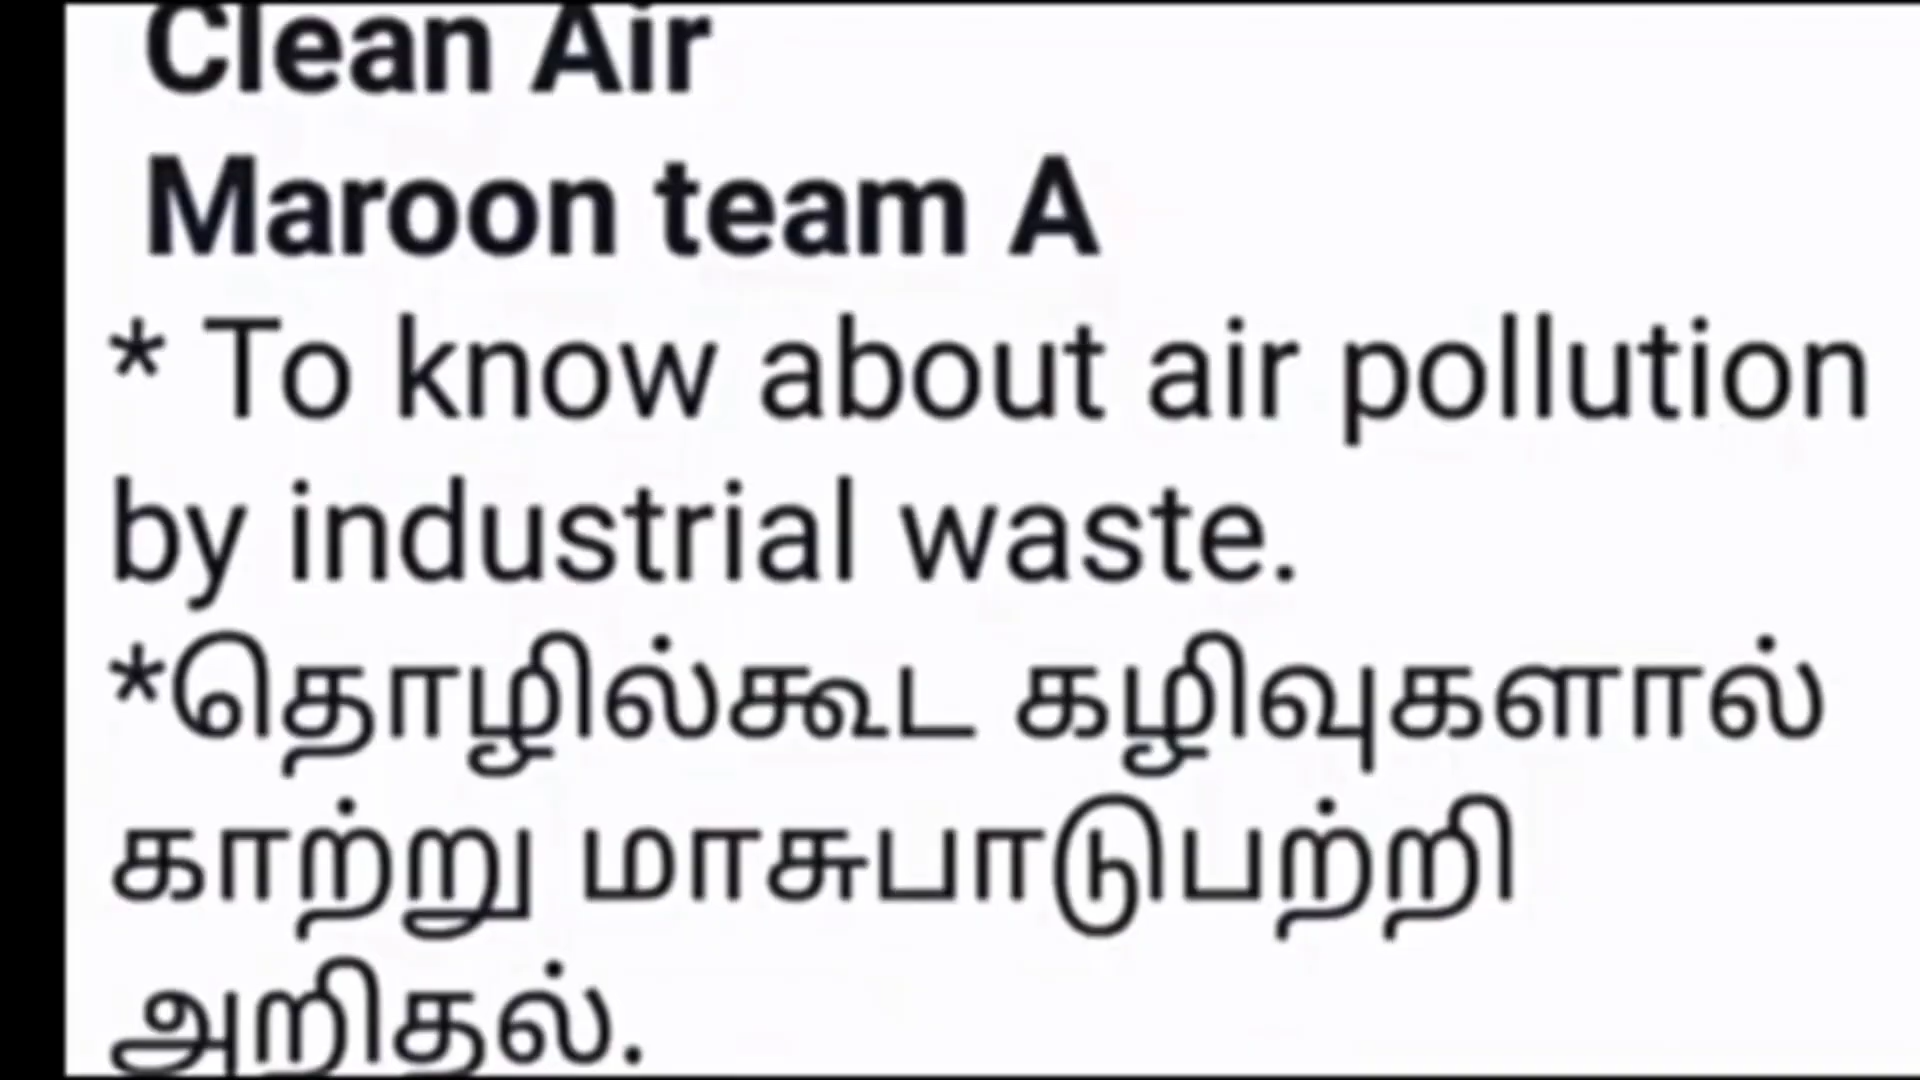 Clean Air
Maroon team A
* To know about air pollution
by industrial waste.
*தொழில்கூட கழிவுகளால்
காற்று மாசுபாடுபற்றி
அறிதல்.